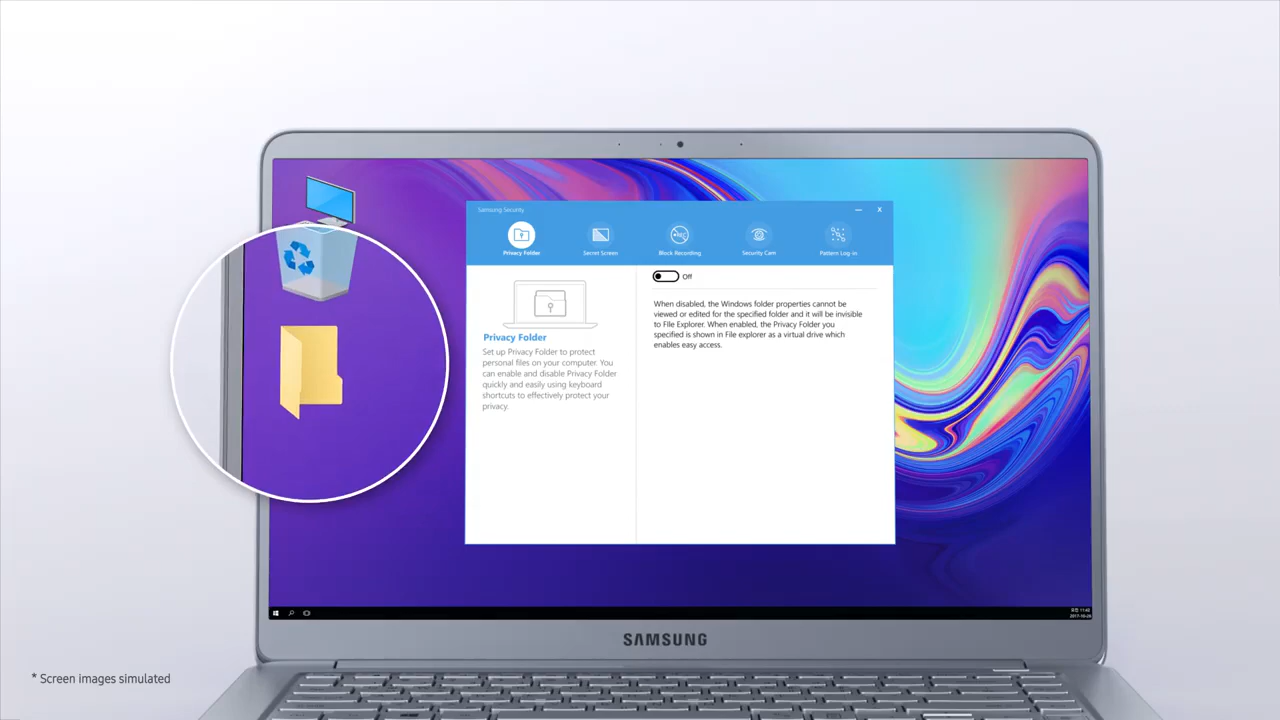 Samsung Security
Privacy Folder
Secret Screen
Block Recording
Security Cam
Pattern Log-in
Off
When disabled, the Windows folder properties cannot be
viewed or edited for the specified folder and it will be invisible
to File Explorer. When enabled, the Privacy Folder you
specified is shown in File explorer as a virtual drive which
enables easy access.
Privacy Folder
Set up Privacy Folder to protect
personal files on your computer. You
can enable and disable Privacy Folder
quickly and easily using keyboard
shortcuts to effectively protect your
privacy.
SAMSUNG
* Screen images simulated